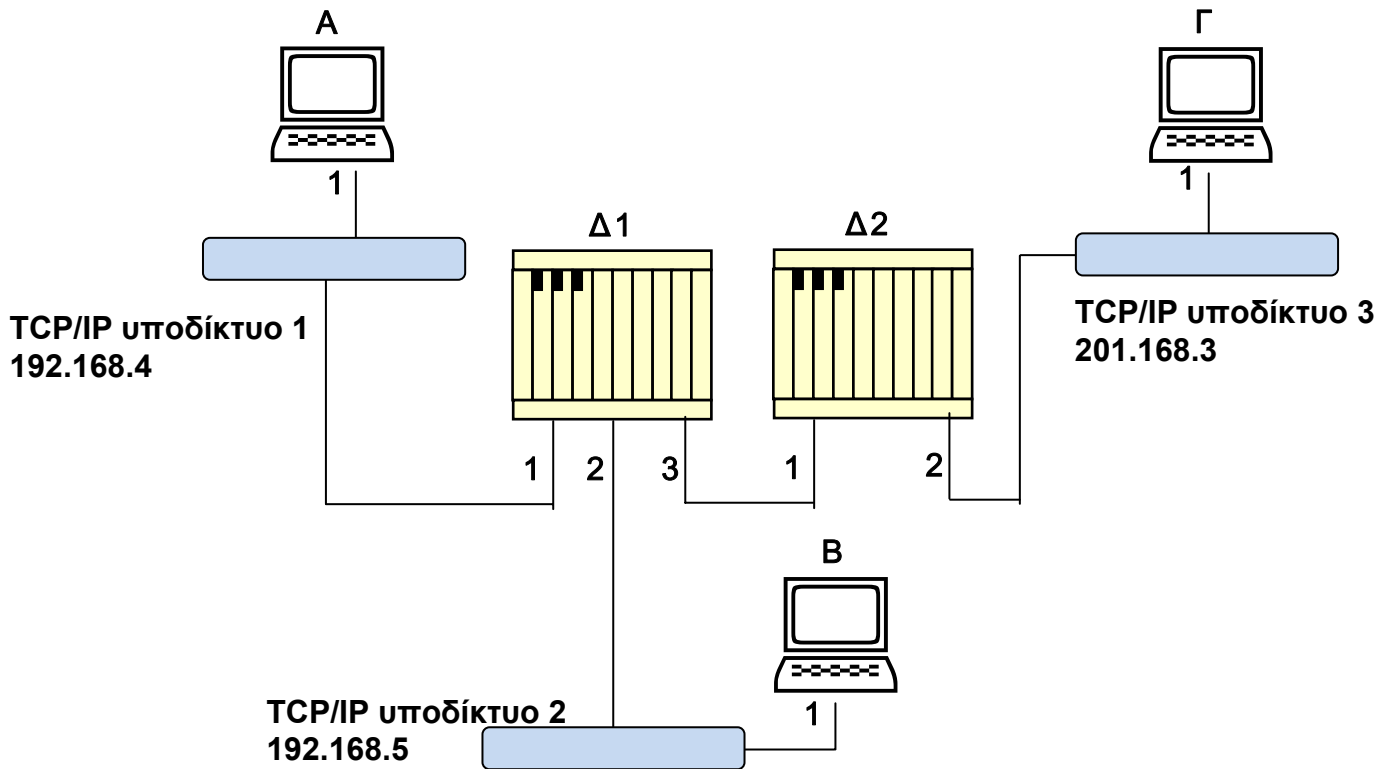 Α
Γ
1
1
Δ1
Δ2
TCP/IP υποδίκτυο 1
192.168.4
TCP/IP υποδίκτυο 3
201.168.3
1
2
3
1
2
Β
1
TCP/IP υποδίκτυο 2
192.168.5